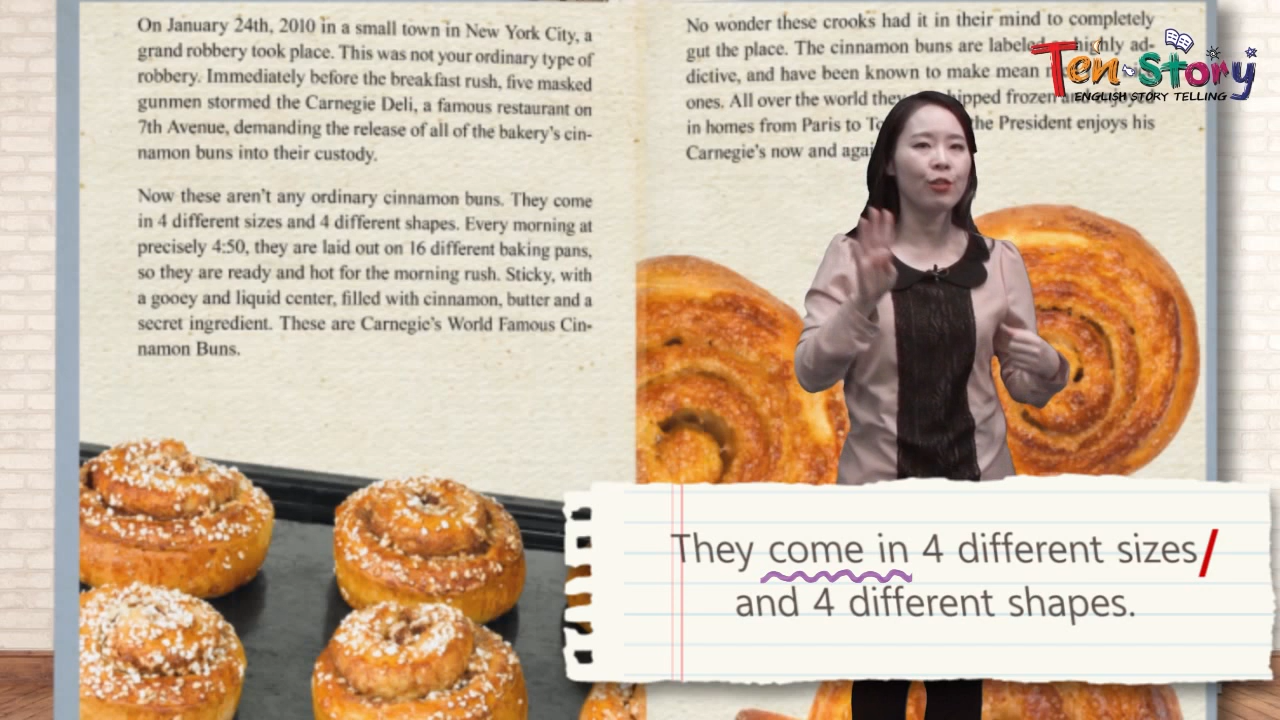 On January 24th, 2010 in a small town in New York City, a
grand robbery took place. This was not your ordinary type of
robbery. Immediately before the breakfast rush, five masked
gunmen stormed the Carnegie Deli, a famous restaurant on
7th Avenue, demanding the release of all of the bakery's cin-
namon buns into their custody.
Now these aren't any ordinary cinnamon buns. They come
in 4 different sizes and 4 different shapes. Every morning at
precisely 4:50, they are laid out on 16 different baking pans,
so they are ready and hot for the morning rush. Sticky, with
a gooey and liquid center, filled with cinnamon, butter and a
secret ingredient. These are Carnegie's World Famous Cin-
namon Buns.
No wonder these crooks had it in their mind to completely
gut the place. The cinnamon buns are labeled highly ad-
dictive, and have been known to make mean
ones. All over the world they shipped frozen
in homes from Paris to the President enjoys his
Carnegie's now and again
Ten-Story
ENGLISH STORY TELLING
They come in 4 different sizes/
and 4 different shapes.